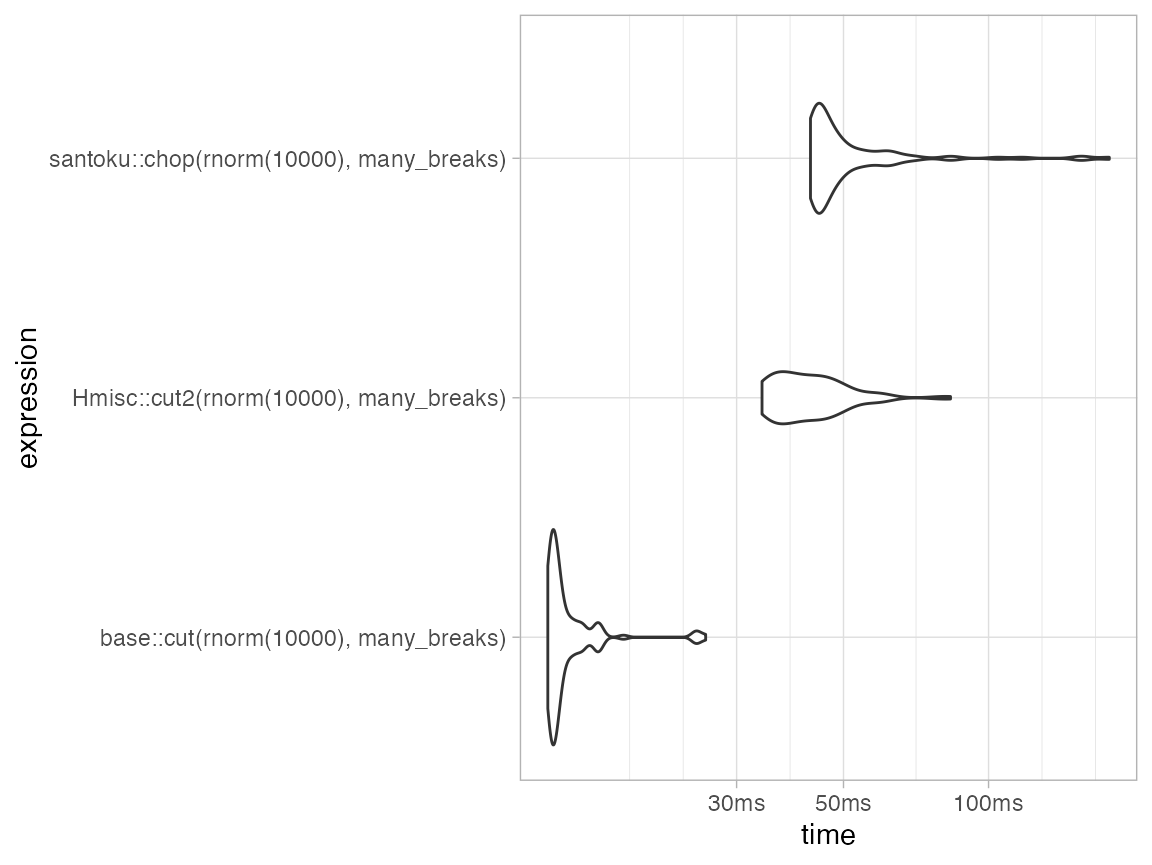 santoku::chop(rnorm(10000), many_breaks)
Hmisc::cut2(rnorm(10000), many_breaks)
base::cut(rnorm(10000), many_breaks)
expression
30ms 50ms 100ms
time